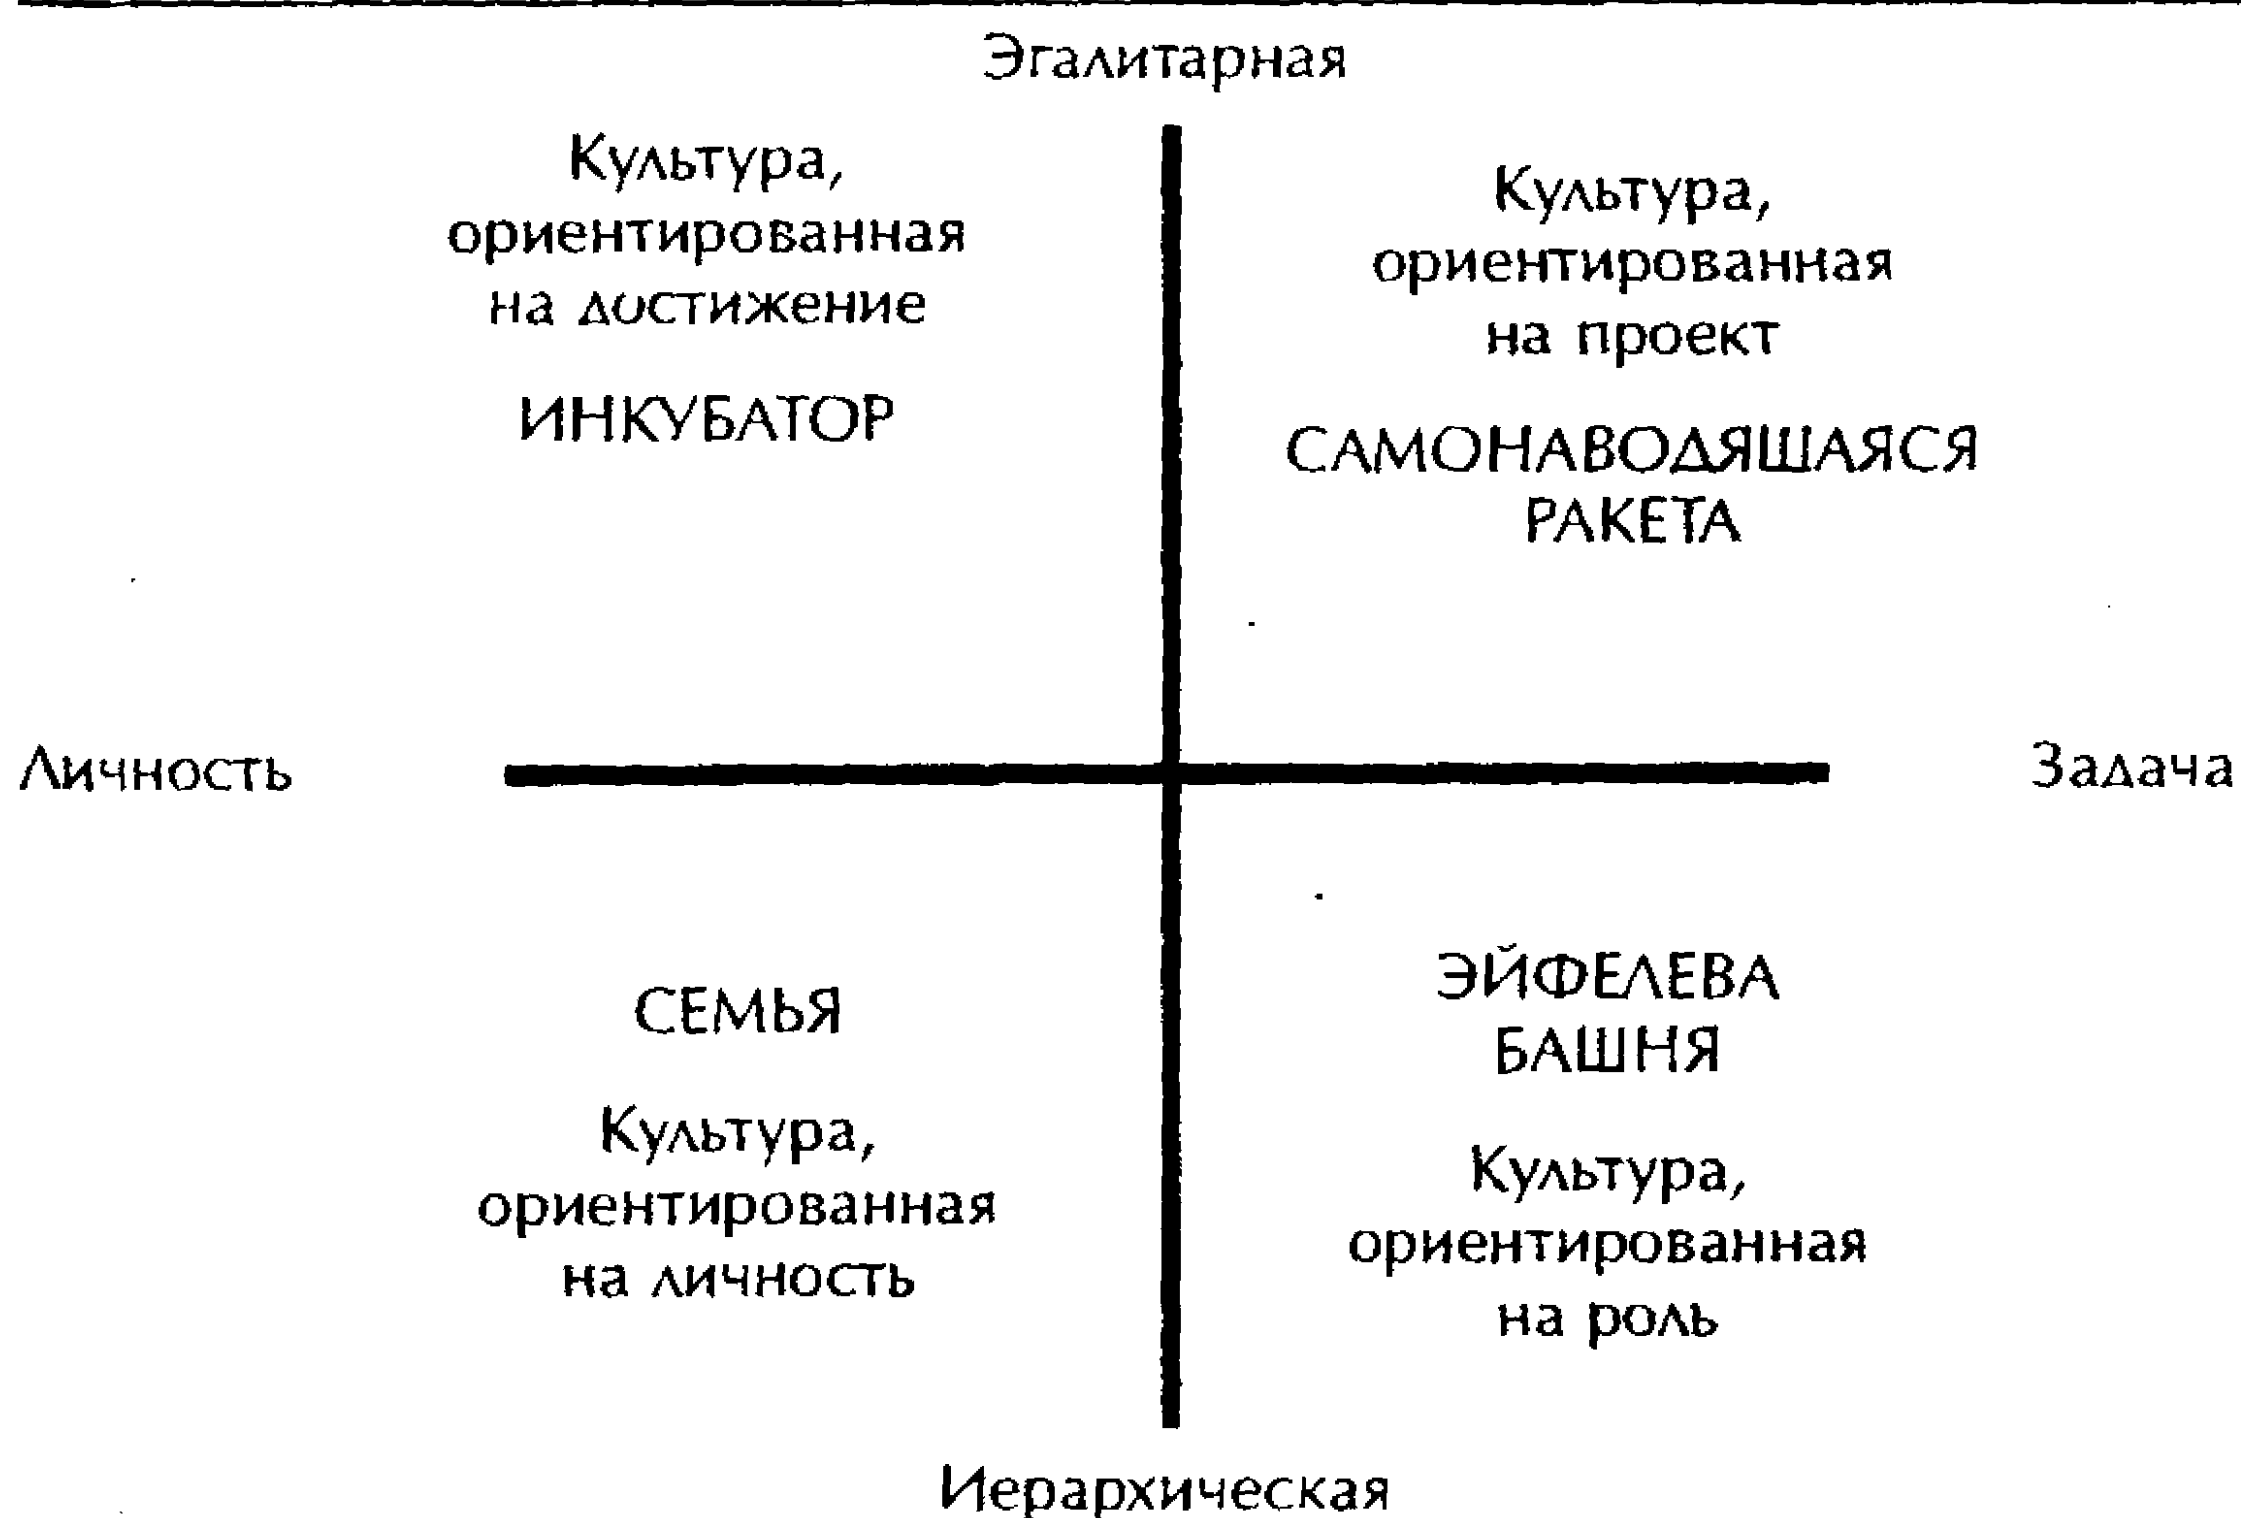 Эгалитарная
Культура,
ориентированная
на достижение
ИНКУБАТОР
Культура,
ориентированная
на проект
САМОНАВОДЯЩАЯСЯ
РАКЕТА
Личность
Задача
СЕМЬЯ
Культура,
ориентированная
на личность
ЭЙФЕЛЕВА
БАШНЯ
Культура,
ориентированная
на роль
Иерархическая